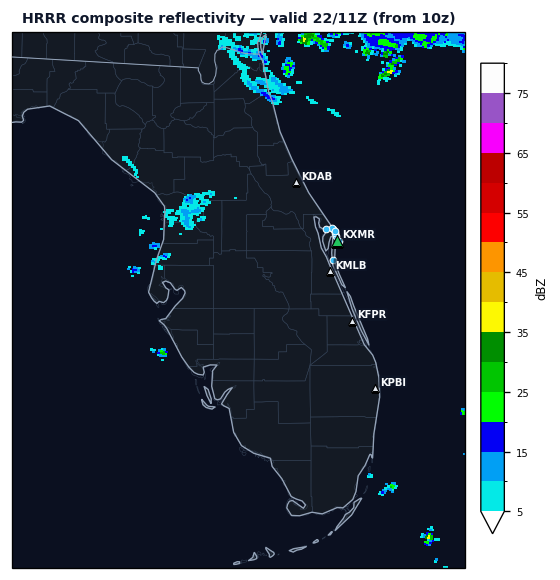 HRRR composite reflectivity — valid 22/11Z (from 10z)
KDAB
KXMR
KMLB
KFPR
KPBI
75
65
55
45
35
25
15
5
dBZ